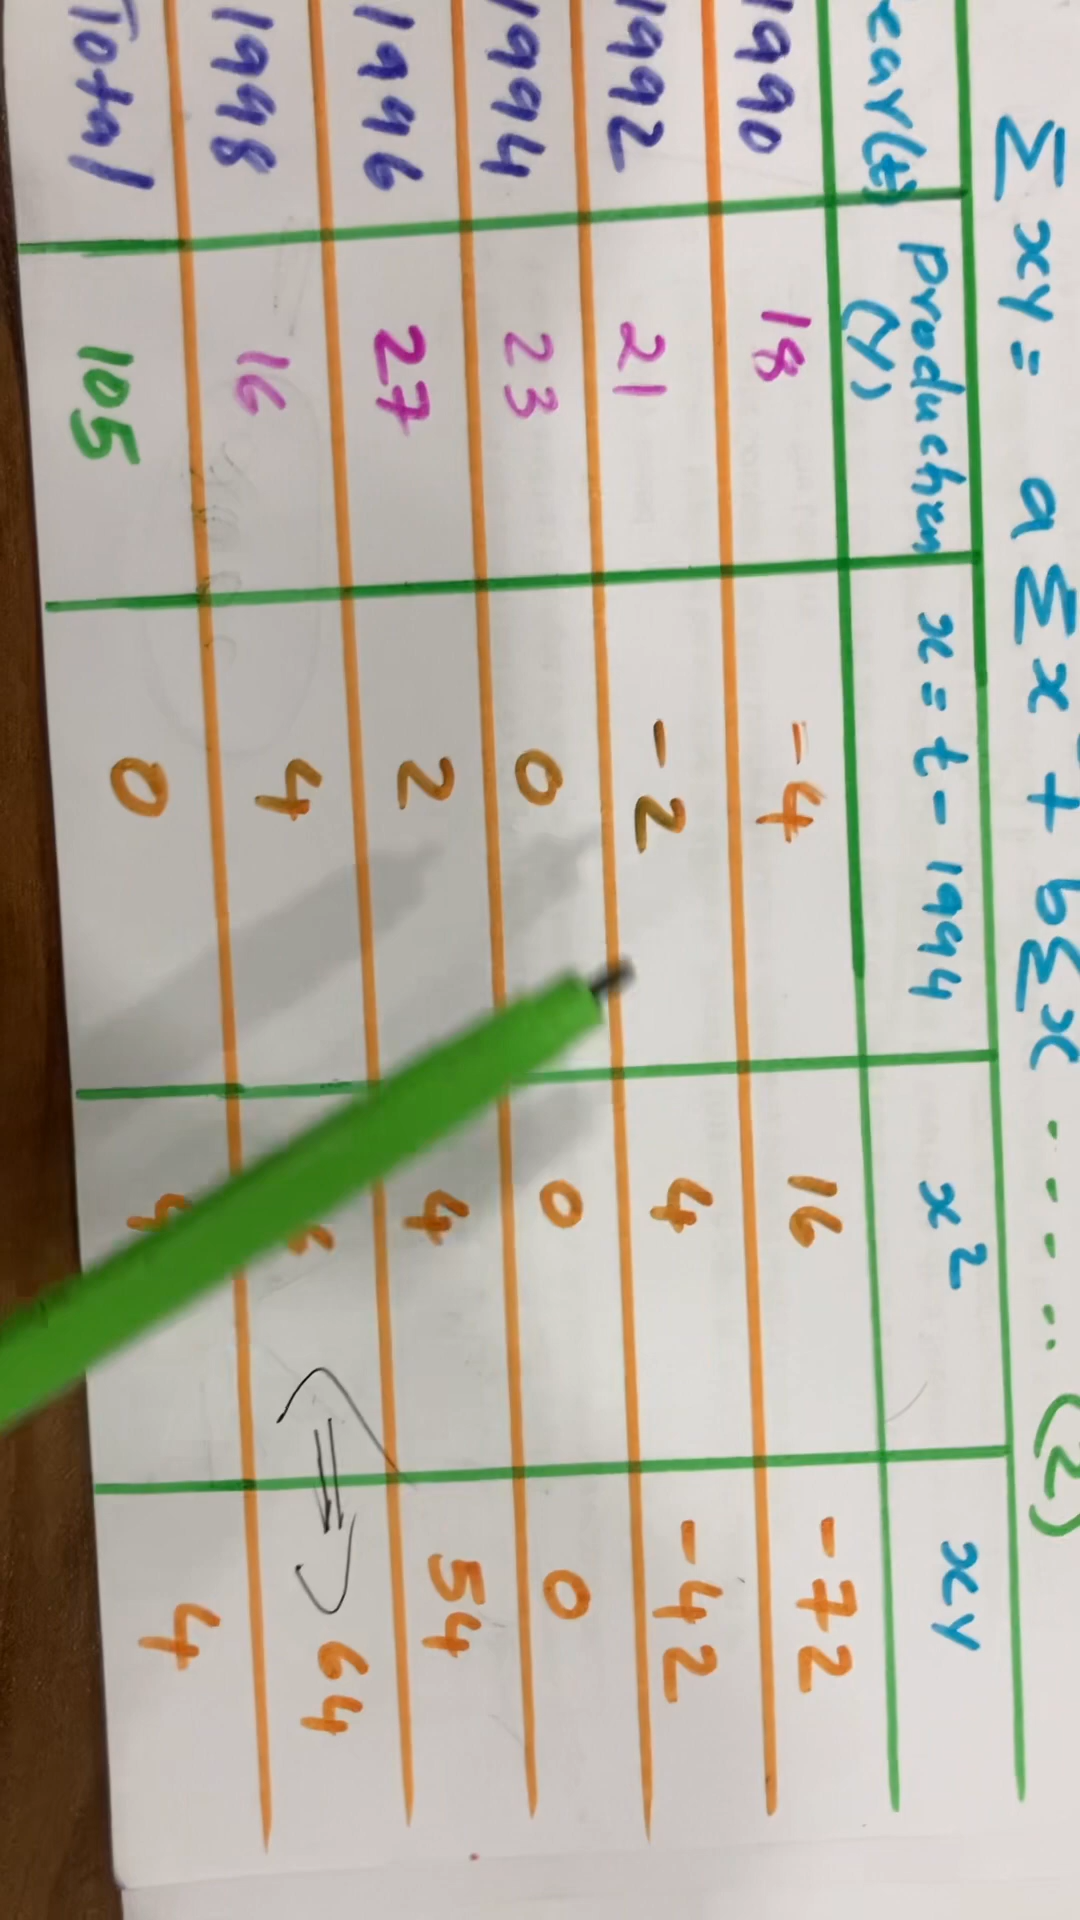 Σxy = aΣx + bΣx ..... (2)
production x = t - 1994 x² xy
(y)
1990 18 -4 16 -72
1992 21 -2 4 -42
1994 23 0 0 0
1996 27 2 4 54
1998 16 4 64
Total 105 0 4